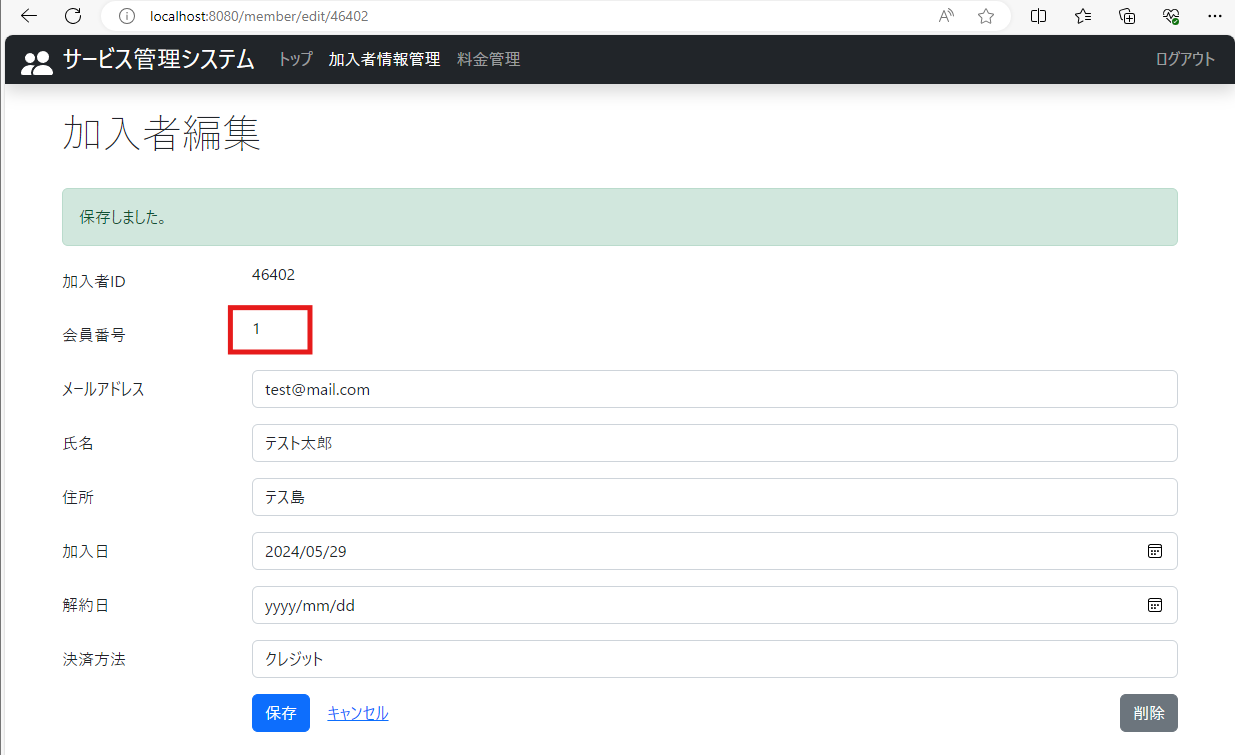 localhost:8080/member/edit/46402
サービス管理システム トップ 加入者情報管理 料金管理 ログアウト
加入者編集
保存しました。
加入者ID 46402
会員番号 1
メールアドレス test@mail.com
氏名 テスト太郎
住所 テス島
加入日 2024/05/29
解約日 yyyy/mm/dd
決済方法 クレジット
保存 キャンセル 削除